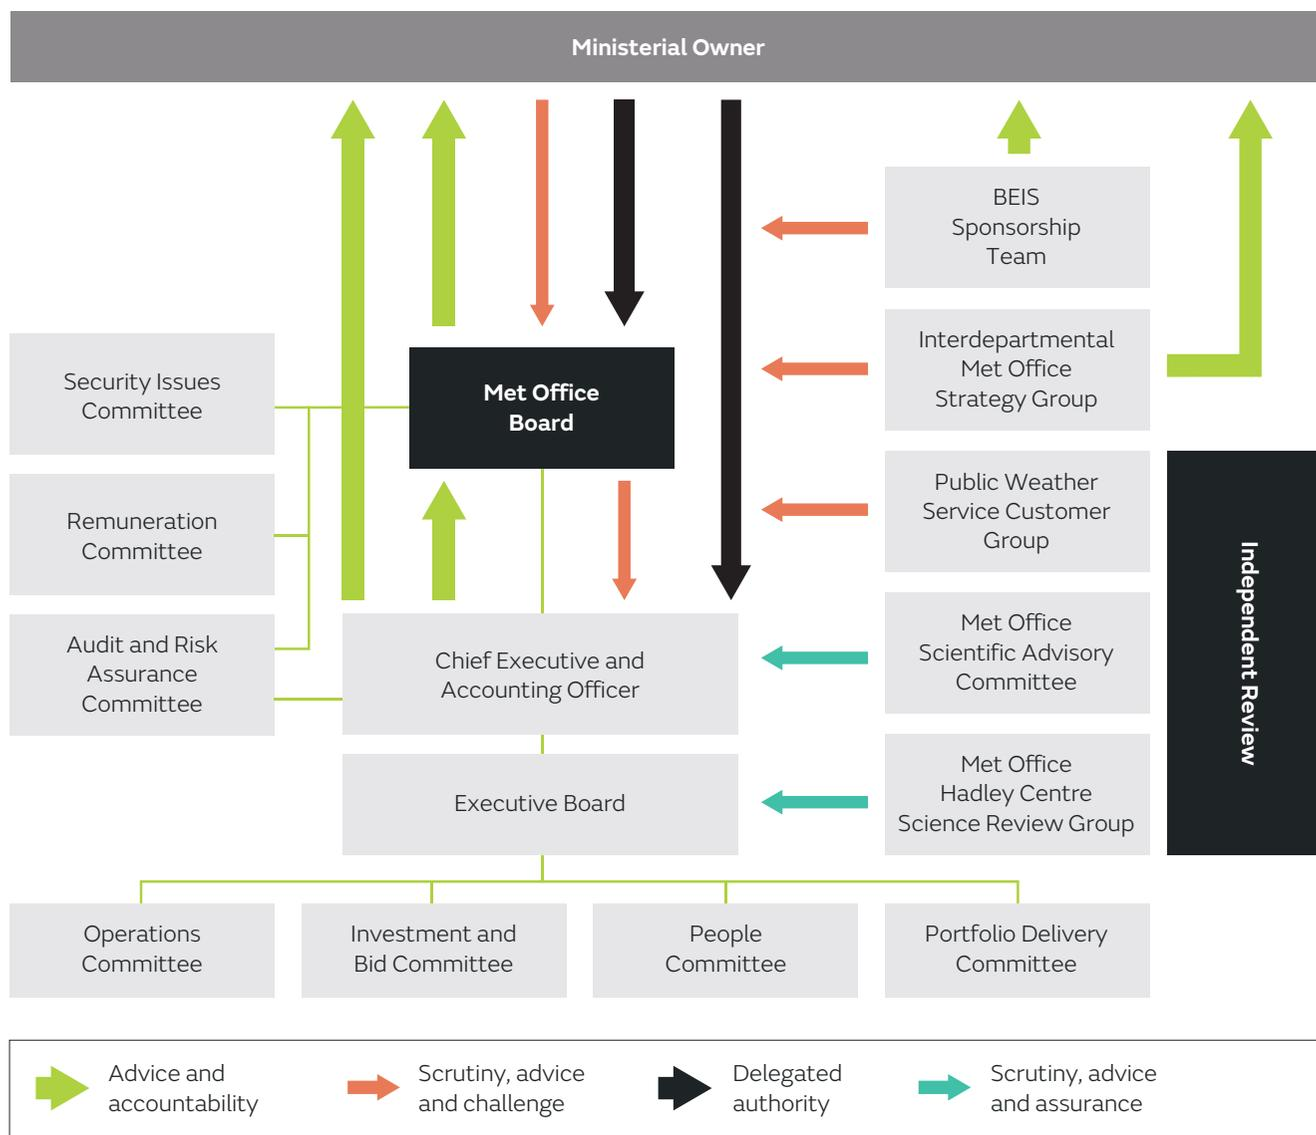 Ministerial Owner
BEIS
Sponsorship
Team
Interdepartmental
Met Office
Strategy Group
Security Issues
Committee
Met Office
Board
Public Weather
Service Customer
Group
Remuneration
Committee
Independent Review
Audit and Risk
Assurance
Committee
Chief Executive and
Accounting Officer
Met Office
Scientific Advisory
Committee
Executive Board
Met Office
Hadley Centre
Science Review Group
Operations
Committee
Investment and
Bid Committee
People
Committee
Portfolio Delivery
Committee
Advice and
accountability
Scrutiny, advice
and challenge
Delegated
authority
Scrutiny, advice
and assurance